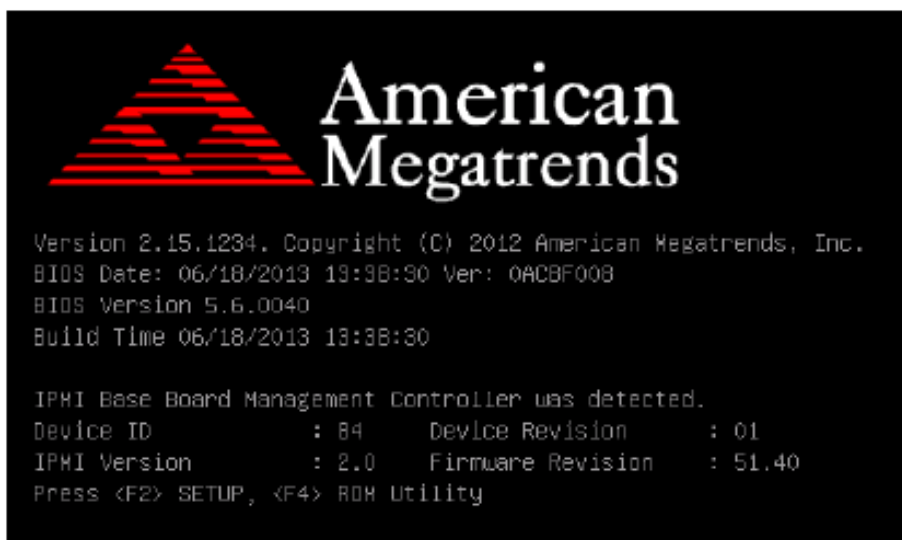 American
Megatrends
Version 2.15.1234. Copyright (C) 2012 American Megatrends, Inc.
BIOS Date: 06/18/2013 13:38:30 Ver: 0ACBF008
BIOS Version 5.6.0040
Build Time 06/18/2013 13:38:30
IPMI Base Board Management Controller was detected.
Device ID : 84 Device Revision : 01
IPMI Version : 2.0 Firmware Revision : 51.40
Press <F2> SETUP, <F4> ROM Utility